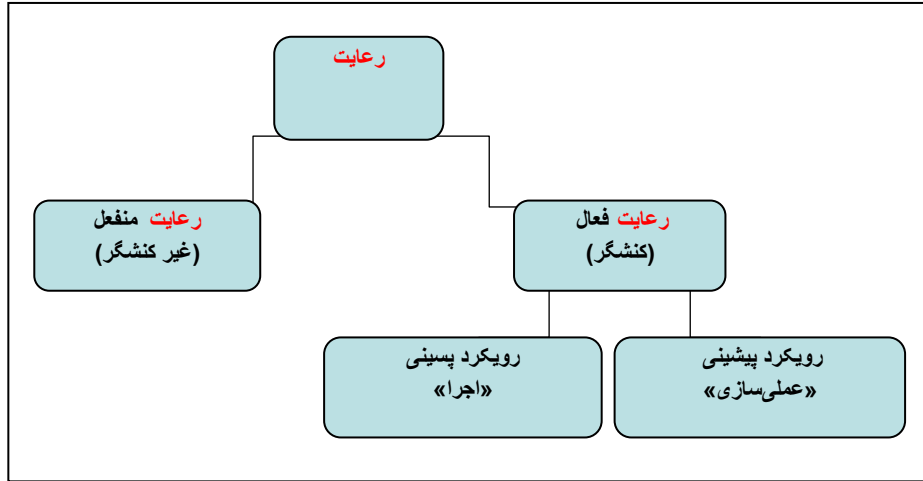 رعایت
رعایت فعال
(کنشگر)
رعایت منفعل
(غیر کنشگر)
رویکرد پیشینی
«عملی‌سازی»
رویکرد پسینی
«اجرا»